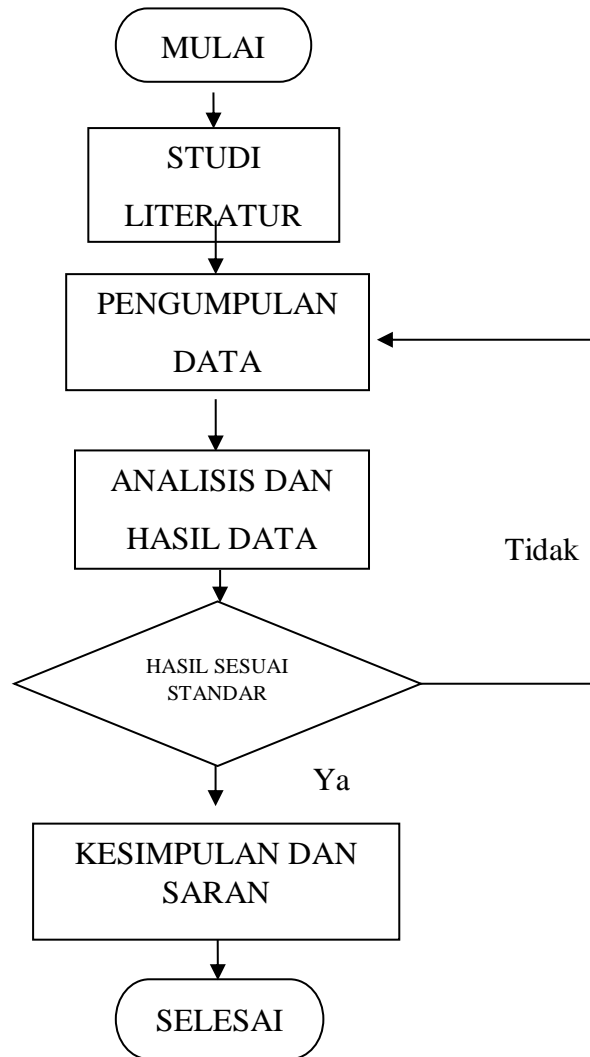 MULAI
STUDI
LITERATUR
PENGUMPULAN
DATA
ANALISIS DAN
HASIL DATA
Tidak
HASIL SESUAI
STANDAR
Ya
KESIMPULAN DAN
SARAN
SELESAI